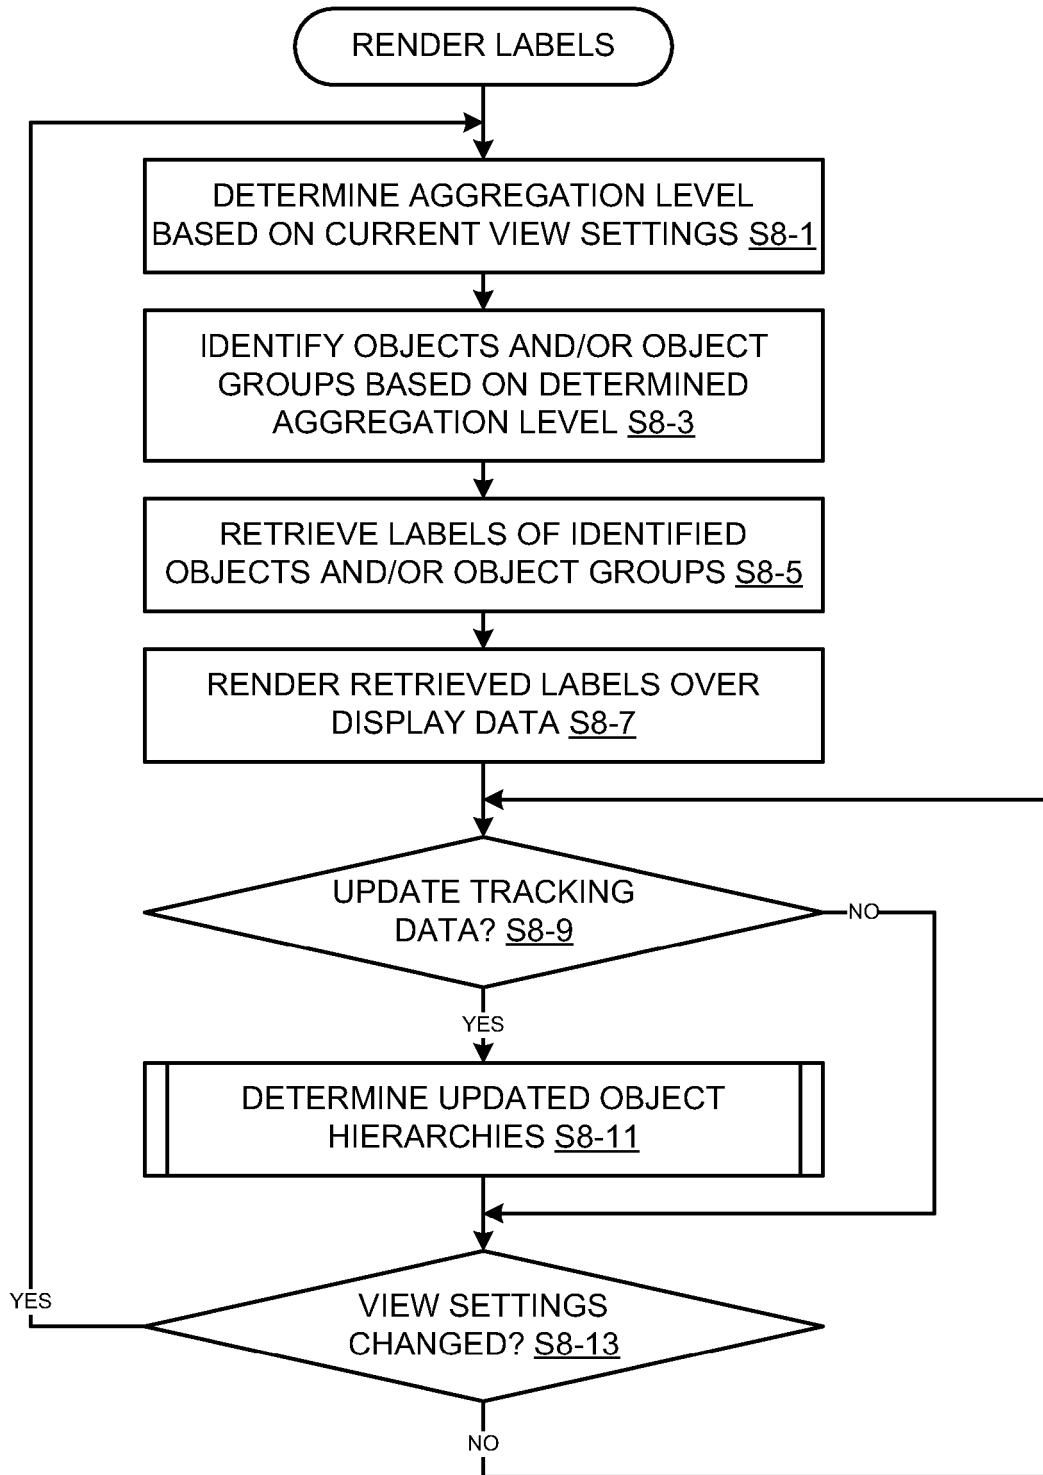 RENDER LABELS
DETERMINE AGGREGATION LEVEL
BASED ON CURRENT VIEW SETTINGS S8-1
IDENTIFY OBJECTS AND/OR OBJECT
GROUPS BASED ON DETERMINED
AGGREGATION LEVEL S8-3
RETRIEVE LABELS OF IDENTIFIED
OBJECTS AND/OR OBJECT GROUPS S8-5
RENDER RETRIEVED LABELS OVER
DISPLAY DATA S8-7
UPDATE TRACKING
DATA? S8-9
NO
YES
DETERMINE UPDATED OBJECT
HIERARCHIES S8-11
YES
VIEW SETTINGS
CHANGED? S8-13
NO